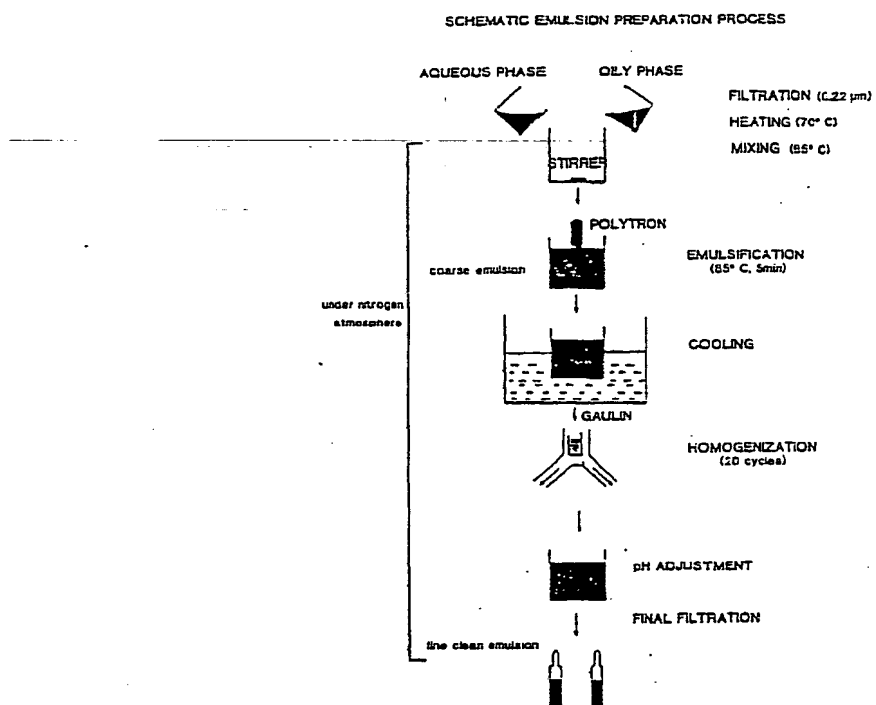 SCHEMATIC EMULSION PREPARATION PROCESS
AQUEOUS PHASE
OILY PHASE
FILTRATION (0.22 µm)
HEATING (70° C)
MIXING (85° C)
STIRRER
POLYTRON
EMULSIFICATION
(85° C, 5min)
coarse emulsion
under nitrogen
atmosphere
COOLING
GAULIN
HOMOGENIZATION
(20 cycles)
pH ADJUSTMENT
FINAL FILTRATION
fine clean emulsion